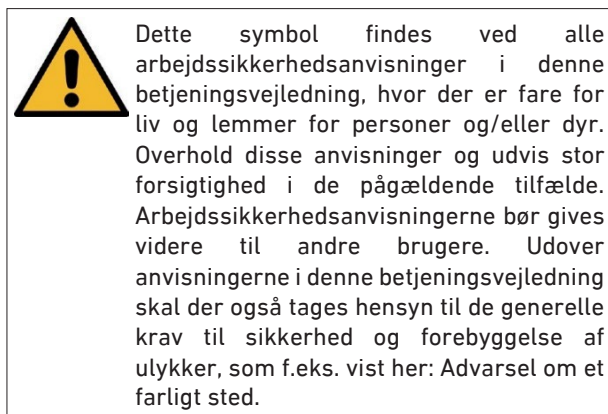 Dette symbol findes ved alle
arbejdssikkerhedsanvisninger i denne
betjeningsvejledning, hvor der er fare for
liv og lemmer for personer og/eller dyr.
Overhold disse anvisninger og udvis stor
forsigtighed i de pågældende tilfælde.
Arbejdssikkerhedsanvisningerne bør gives
videre til andre brugere. Udover
anvisningerne i denne betjeningsvejledning
skal der også tages hensyn til de generelle
krav til sikkerhed og forebyggelse af
ulykker, som f.eks. vist her: Advarsel om et
farligt sted.